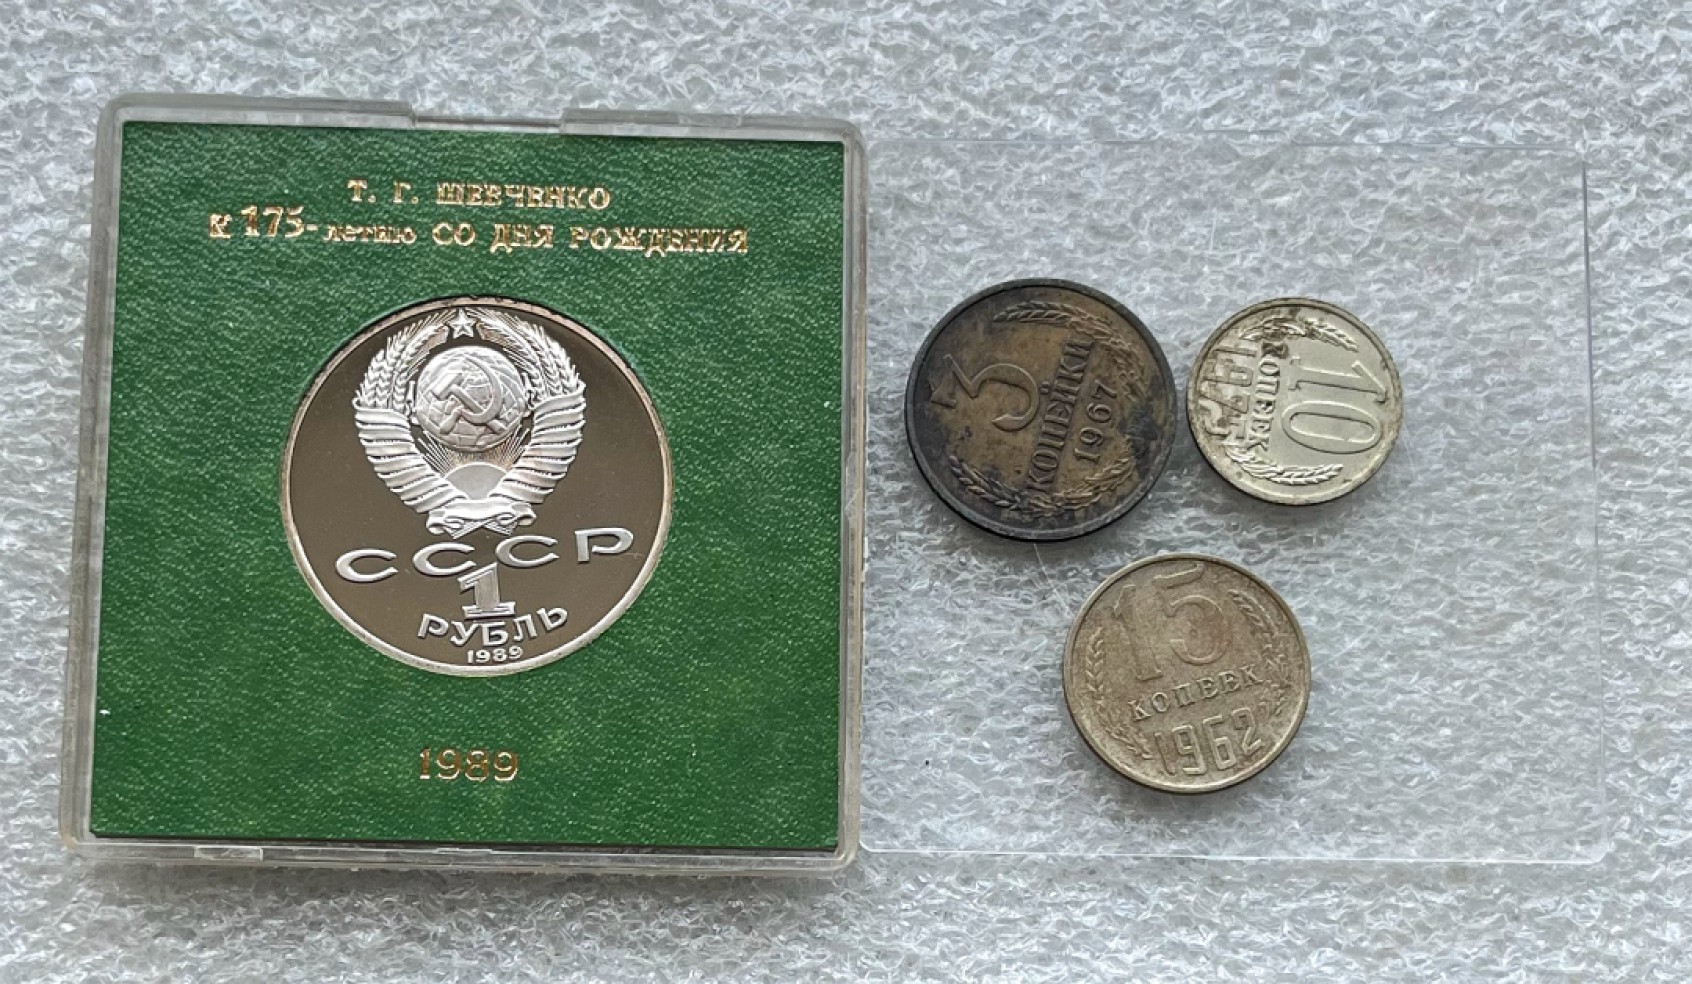 Т. Г. ШЕВЧЕНКО
К 175-летию СО ДНЯ РОЖДЕНИЯ
СССР
1
РУБЛЬ
1989
1989
3
КОПЕЙКИ
1967
10
КОПЕЕК
1975
15
КОПЕЕК
1962